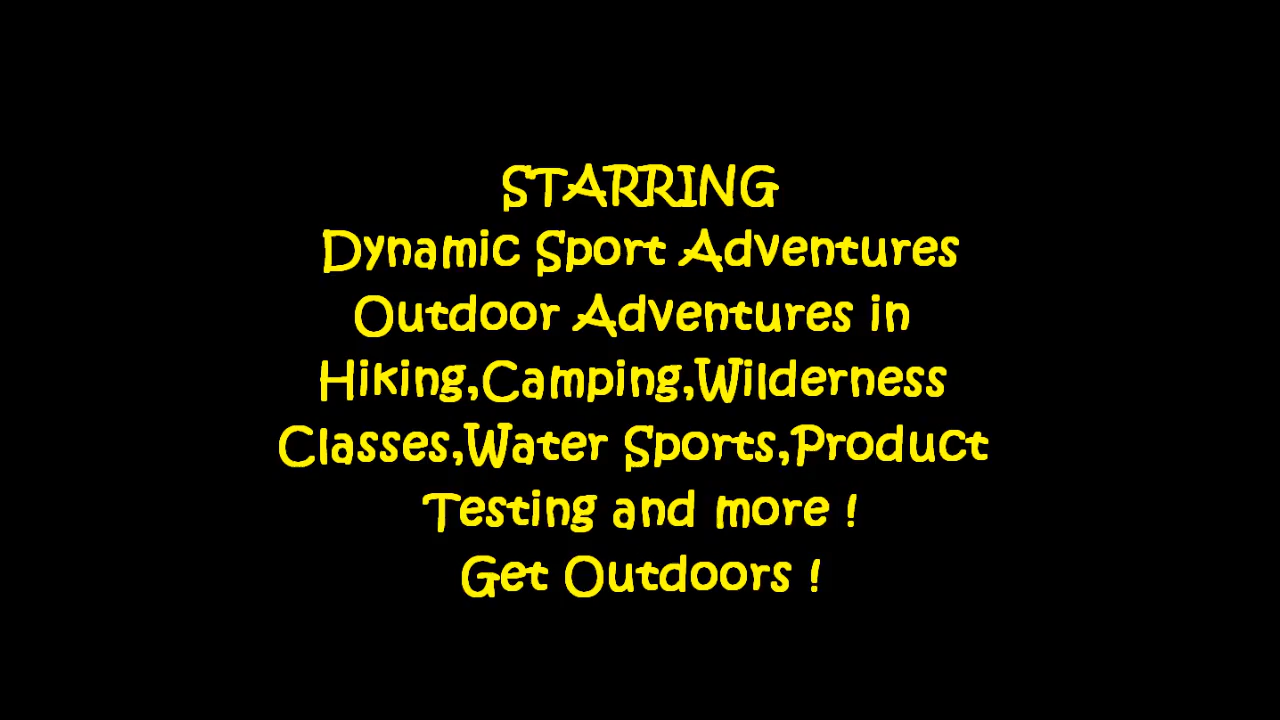 STARRING
Dynamic Sport Adventures
Outdoor Adventures in
Hiking,Camping,Wilderness
Classes,Water Sports,Product
Testing and more !
Get Outdoors !